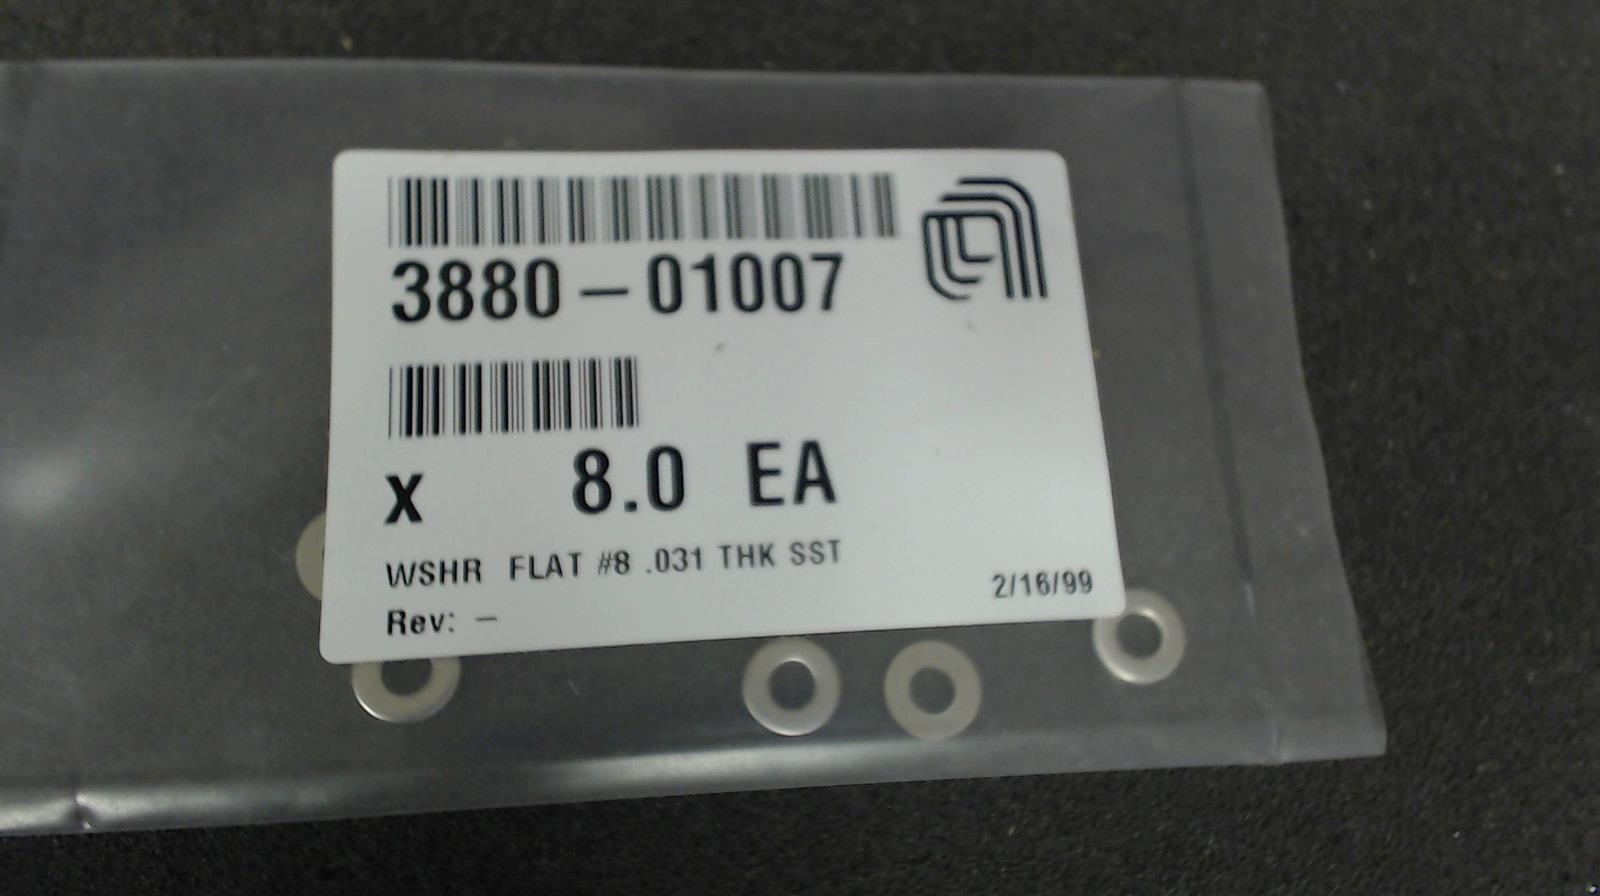 3880-01007
X 8.0 EA
WSHR FLAT #8 .031 THK SST
2/16/99
Rev: -